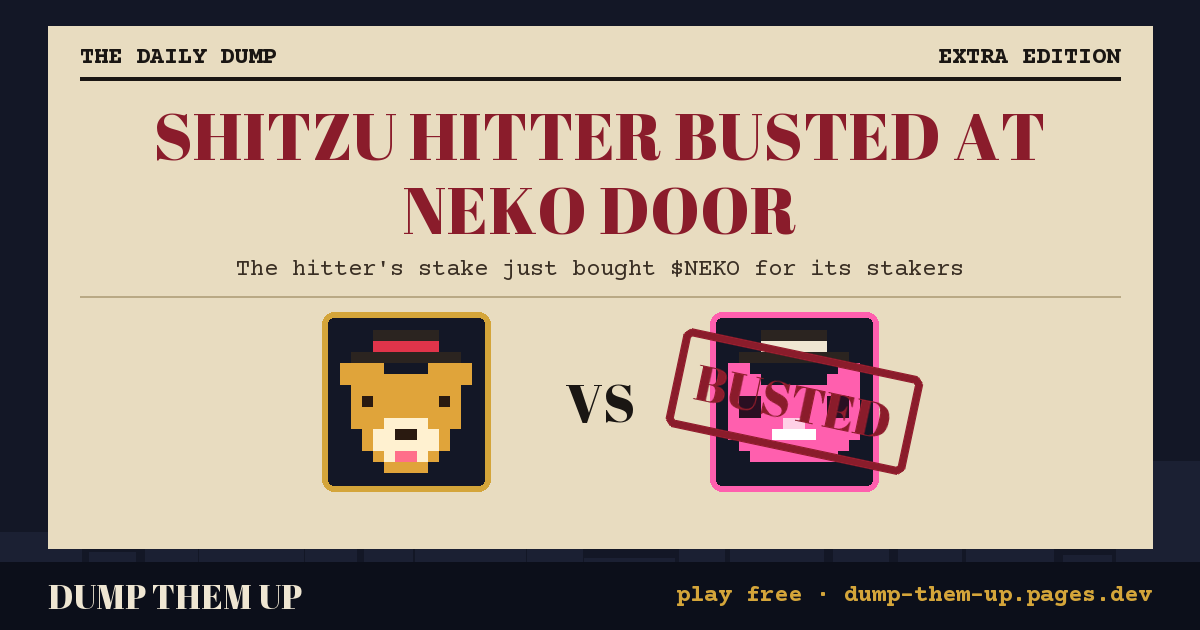 THE DAILY DUMP
EXTRA EDITION
SHITZU HITTER BUSTED AT
NEKO DOOR
The hitter's stake just bought $NEKO for its stakers
VS
BUSTED
DUMP THEM UP
play free · dump-them-up.pages.dev